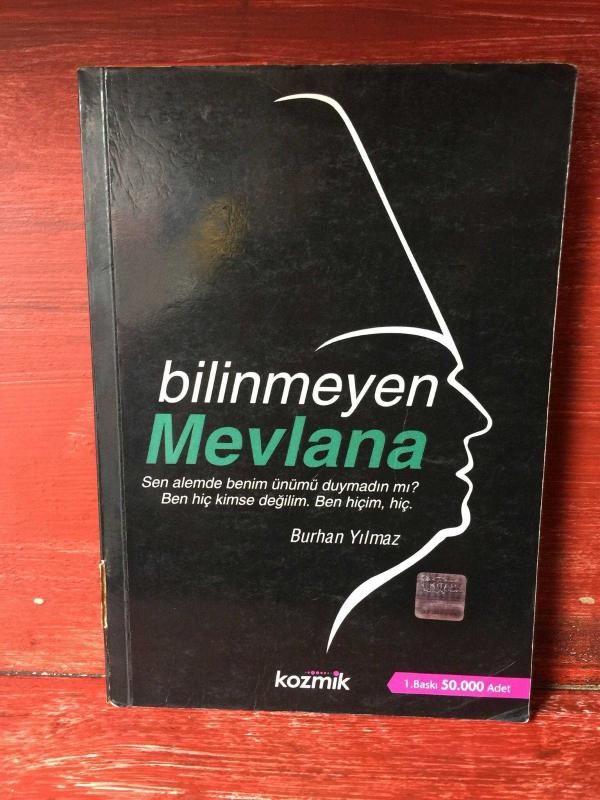 bilinmeyen
Mevlana
Sen alemde benim ünümü duymadın mı?
Ben hiç kimse değilim. Ben hiçim, hiç.
Burhan Yılmaz
kozmik
1.Baskı 50.000 Adet